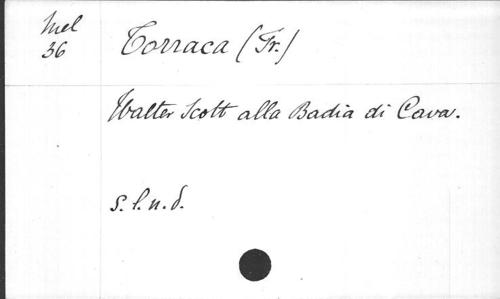 Mel
36
Torraca (Fr.)
Walter Scott alla Badia di Cava.
s. l. n. d.